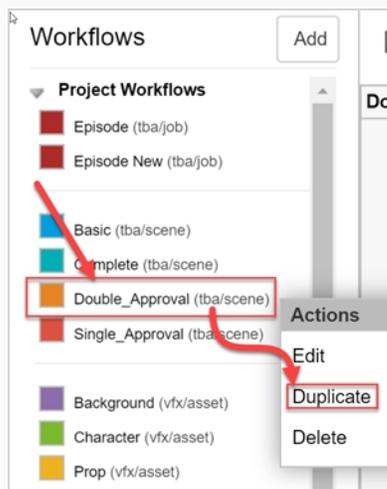 Workflows
Add
Project Workflows
Episode (tba/job)
Episode New (tba/job)
Basic (tba/scene)
Complete (tba/scene)
Double_Approval (tba/scene)
Single_Approval (tba/scene)
Background (vfx/asset)
Character (vfx/asset)
Prop (vfx/asset)
Actions
Edit
Duplicate
Delete